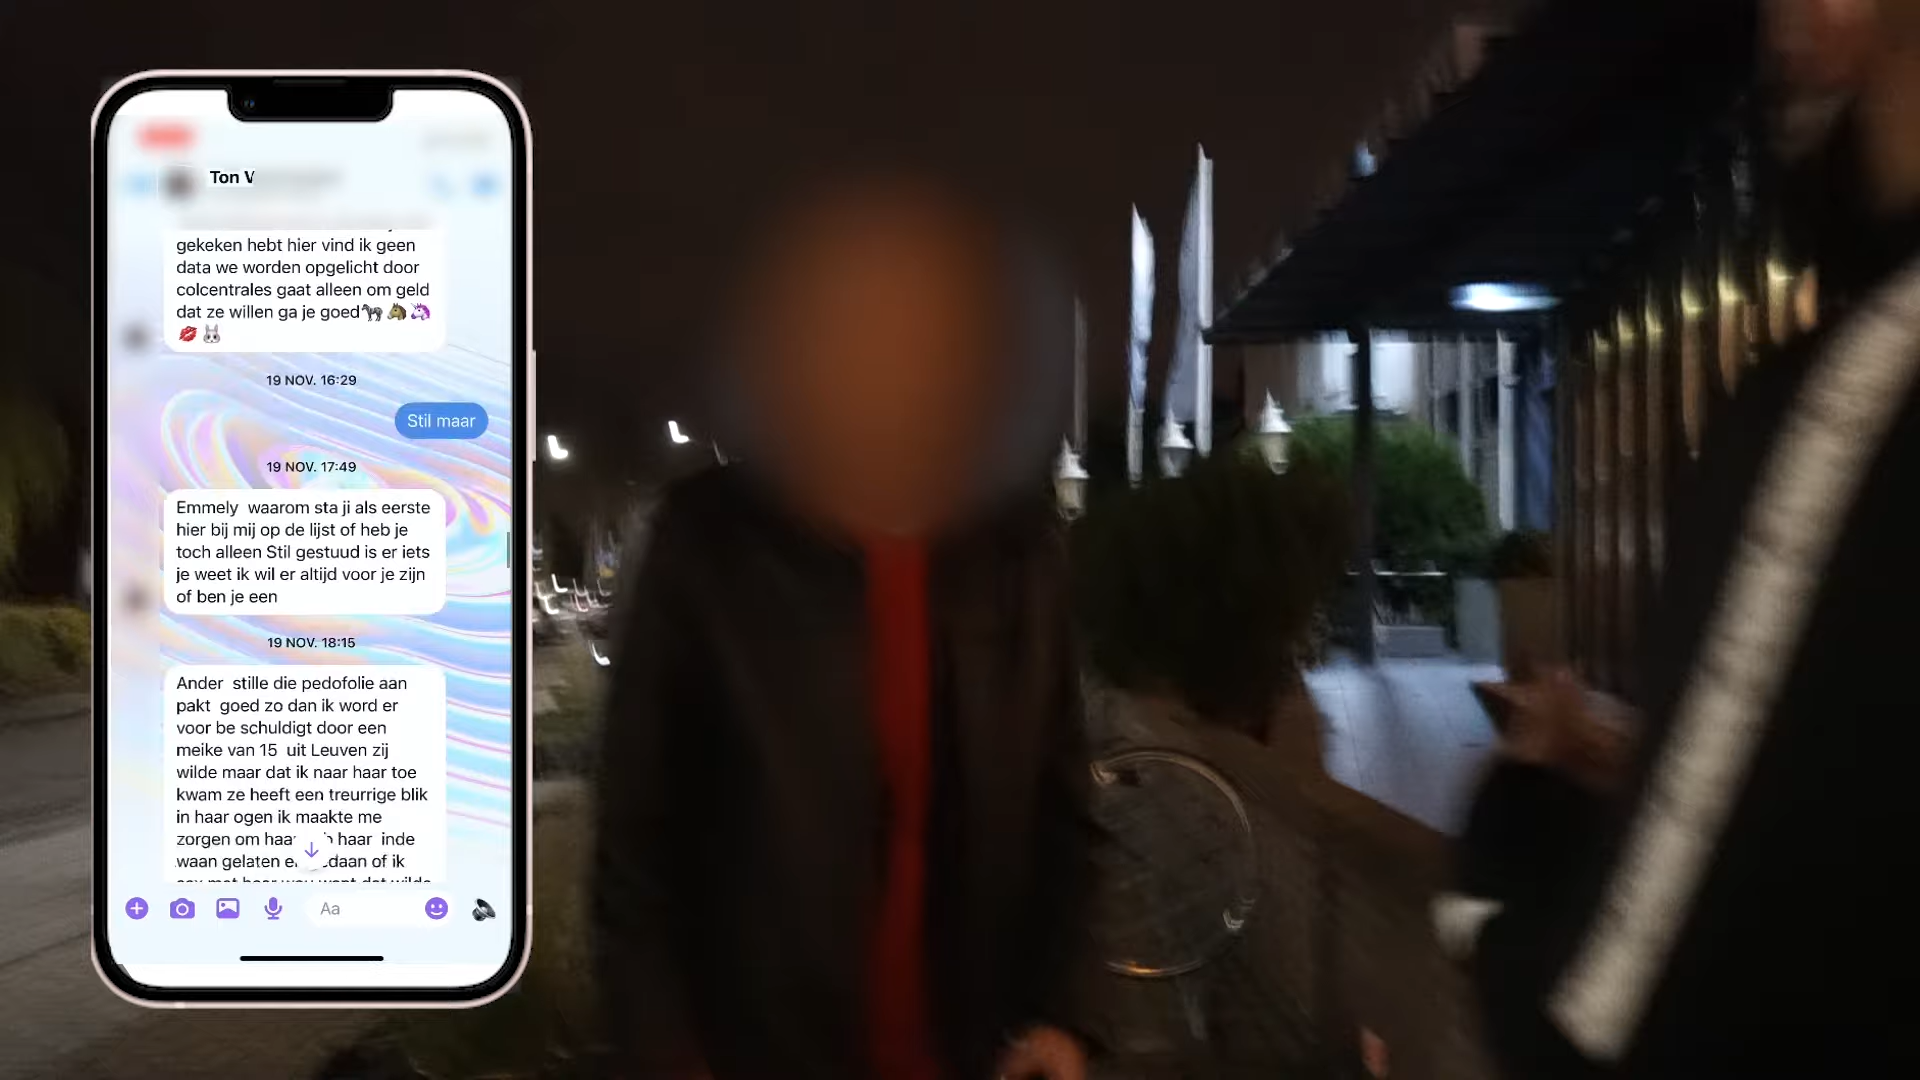 Ton V
gekeken hebt hier vind ik geen
data we worden opgelicht door
colcentrales gaat alleen om geld
dat ze willen ga je goed🦓🐴🦄
💋🐰
19 NOV. 16:29
Stil maar
19 NOV. 17:49
Emmely waarom sta ji als eerste
hier bij mij op de lijst of heb je
toch alleen Stil gestuud is er iets
je weet ik wil er altijd voor je zijn
of ben je een
19 NOV. 18:15
Ander stille die pedofolie aan
pakt goed zo dan ik word er
voor be schuldigt door een
meike van 15 uit Leuven zij
wilde maar dat ik naar haar toe
kwam ze heeft een treurrige blik
in haar ogen ik maakte me
zorgen om haar haar inde
waan gelaten of ik
Aa